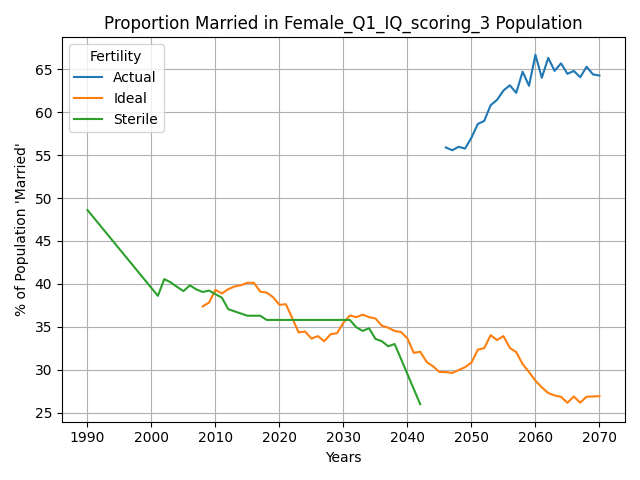 Proportion Married in Female_Q1_IQ_scoring_3 Population
Fertility
Actual
Ideal
Sterile
% of Population 'Married'
65
60
55
50
45
40
35
30
25
1990 2000 2010 2020 2030 2040 2050 2060 2070
Years